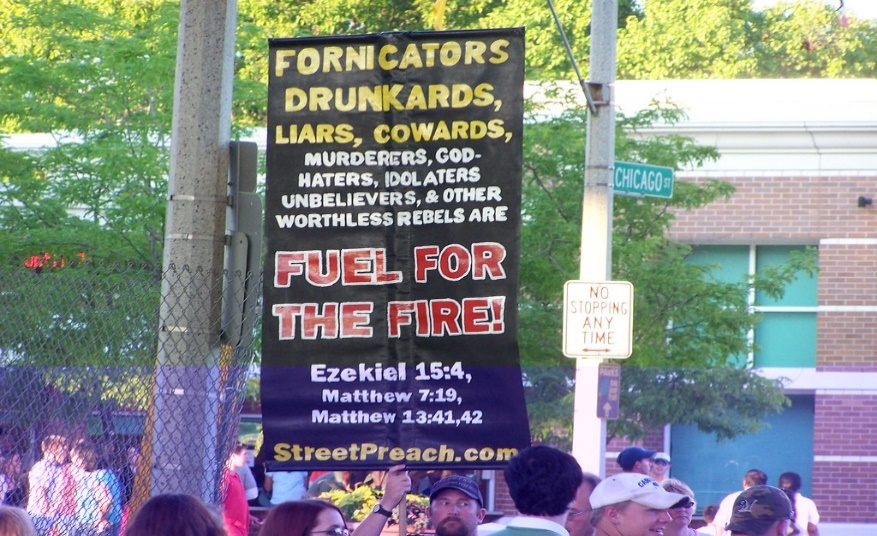 FORNICATORS
DRUNKARDS,
LIARS, COWARDS,
MURDERERS, GOD-
HATERS, IDOLATERS
UNBELIEVERS, & OTHER
WORTHLESS REBELS ARE
FUEL FOR
THE FIRE!
Ezekiel 15:4,
Matthew 7:19,
Matthew 13:41,42
StreetPreach.com
CHICAGO ST
NO
STOPPING
ANY
TIME